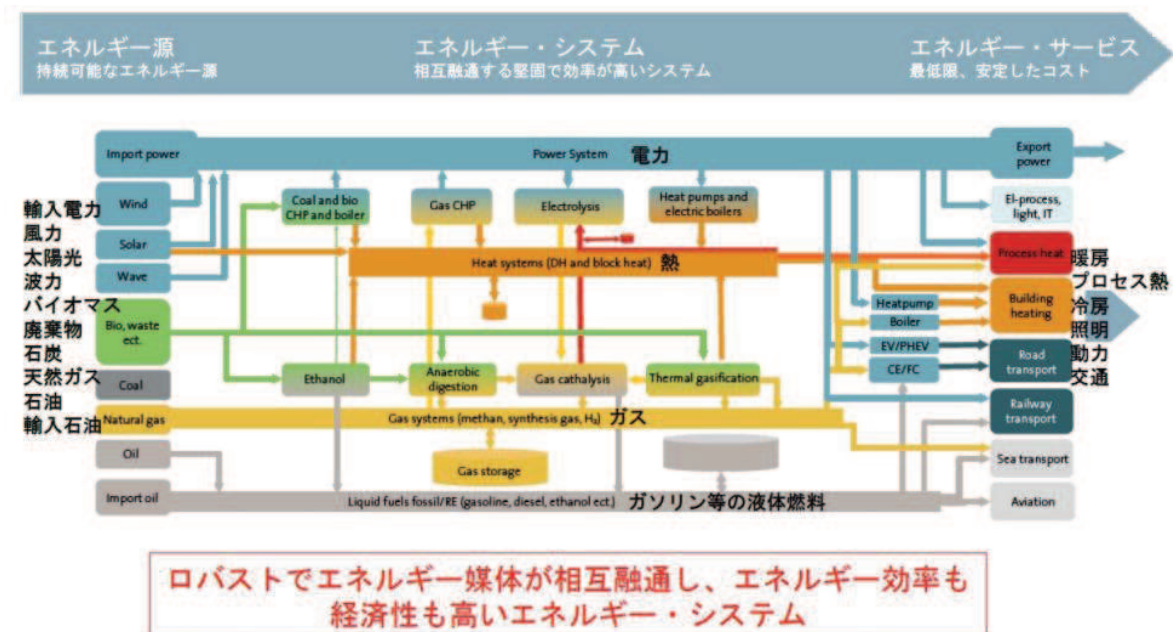 エネルギー源
持続可能なエネルギー源
エネルギー・システム
相互融通する堅固で効率が高いシステム
エネルギー・サービス
最低限、安定したコスト
Import power
Power System 電力
Export
power
輸入電力
風力
太陽光
波力
バイオマス
廃棄物
石炭
天然ガス
石油
輸入石油
Wind
Solar
Wave
Bio, waste
ect.
Coal
Natural gas
Oil
Import oil
Coal and bio
CHP and boiler
Gas CHP
Electrolysis
Heat pumps and
electric boilers
El-process,
light, IT
Heat systems (DH and block heat) 熱
Process heat
Building
heating
暖房
プロセス熱
冷房
照明
動力
交通
Heatpump
Boiler
EV/PHEV
CE/FC
Road
transport
Ethanol
Anaerobic
digestion
Gas cathalysis
Thermal gasification
Railway
transport
Gas systems (methan, synthesis gas, H₂) ガス
Gas storage
Sea transport
Liquid fuels fossil/RE (gasoline, diesel, ethanol ect.) ガソリン等の液体燃料
Aviation
ロバストでエネルギー媒体が相互融通し、エネルギー効率も
経済性も高いエネルギー・システム